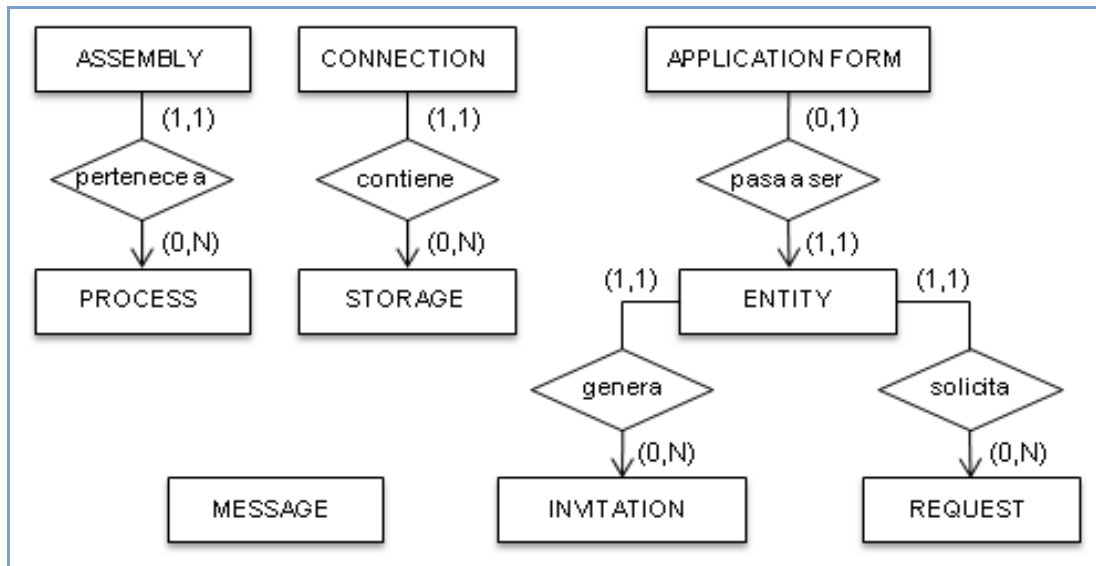 ASSEMBLY
CONNECTION
APPLICATION FORM
(1,1)
(1,1)
(0,1)
pertenece a
contiene
pasa a ser
(0,N)
(0,N)
(1,1)
PROCESS
STORAGE
(1,1)
ENTITY
(1,1)
genera
solicita
(0,N)
(0,N)
MESSAGE
INVITATION
REQUEST